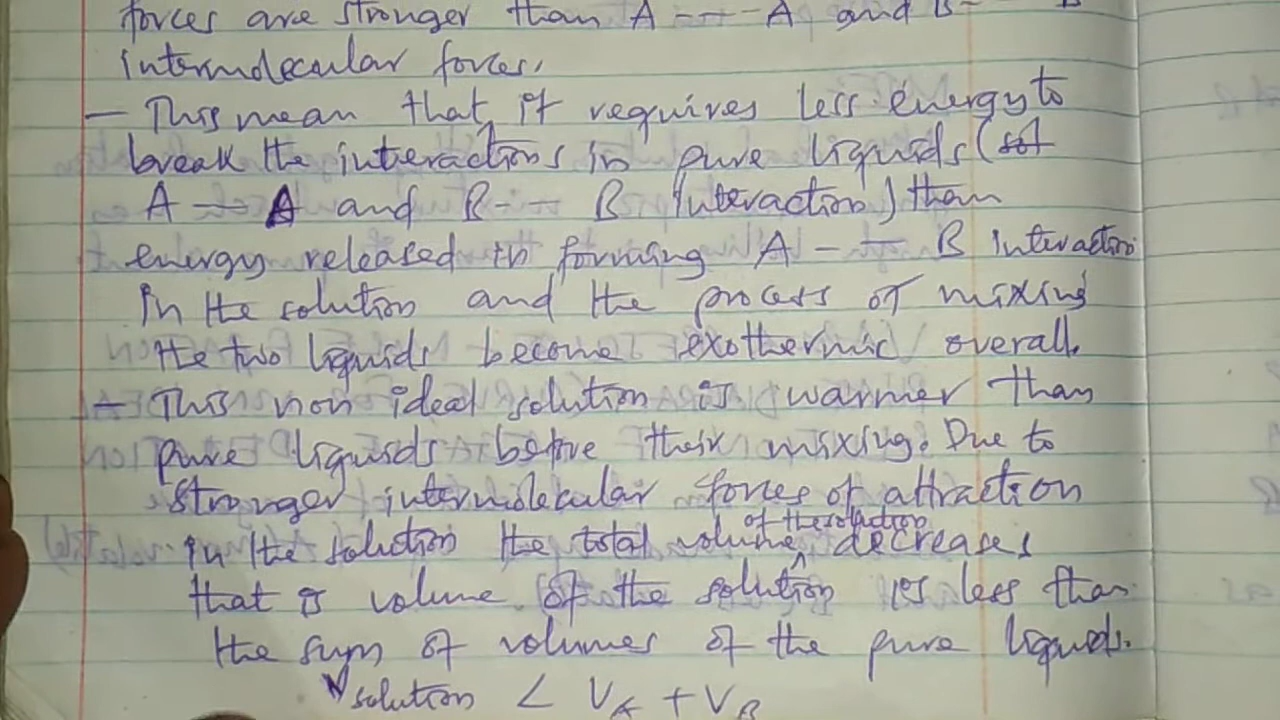 forces are stronger than A ---- A and B-- B
intermolecular forces,
- This mean that, it requires less energy to
break the interactions in pure liquids (
A -- A and B -- B Interaction) than
energy released in forming A - - B Interaction
in the solution and the process of mixing
the two liquids become exothermic overall.
- This non ideal solution is warmer than
pure liquids before their mixing. Due to
stronger intermolecular forces of attraction
in the solution the total volume of the solution decreases
that is volume of the solution is less than
the sum of volumes of the pure liquids.
Vsolution < VA + VB